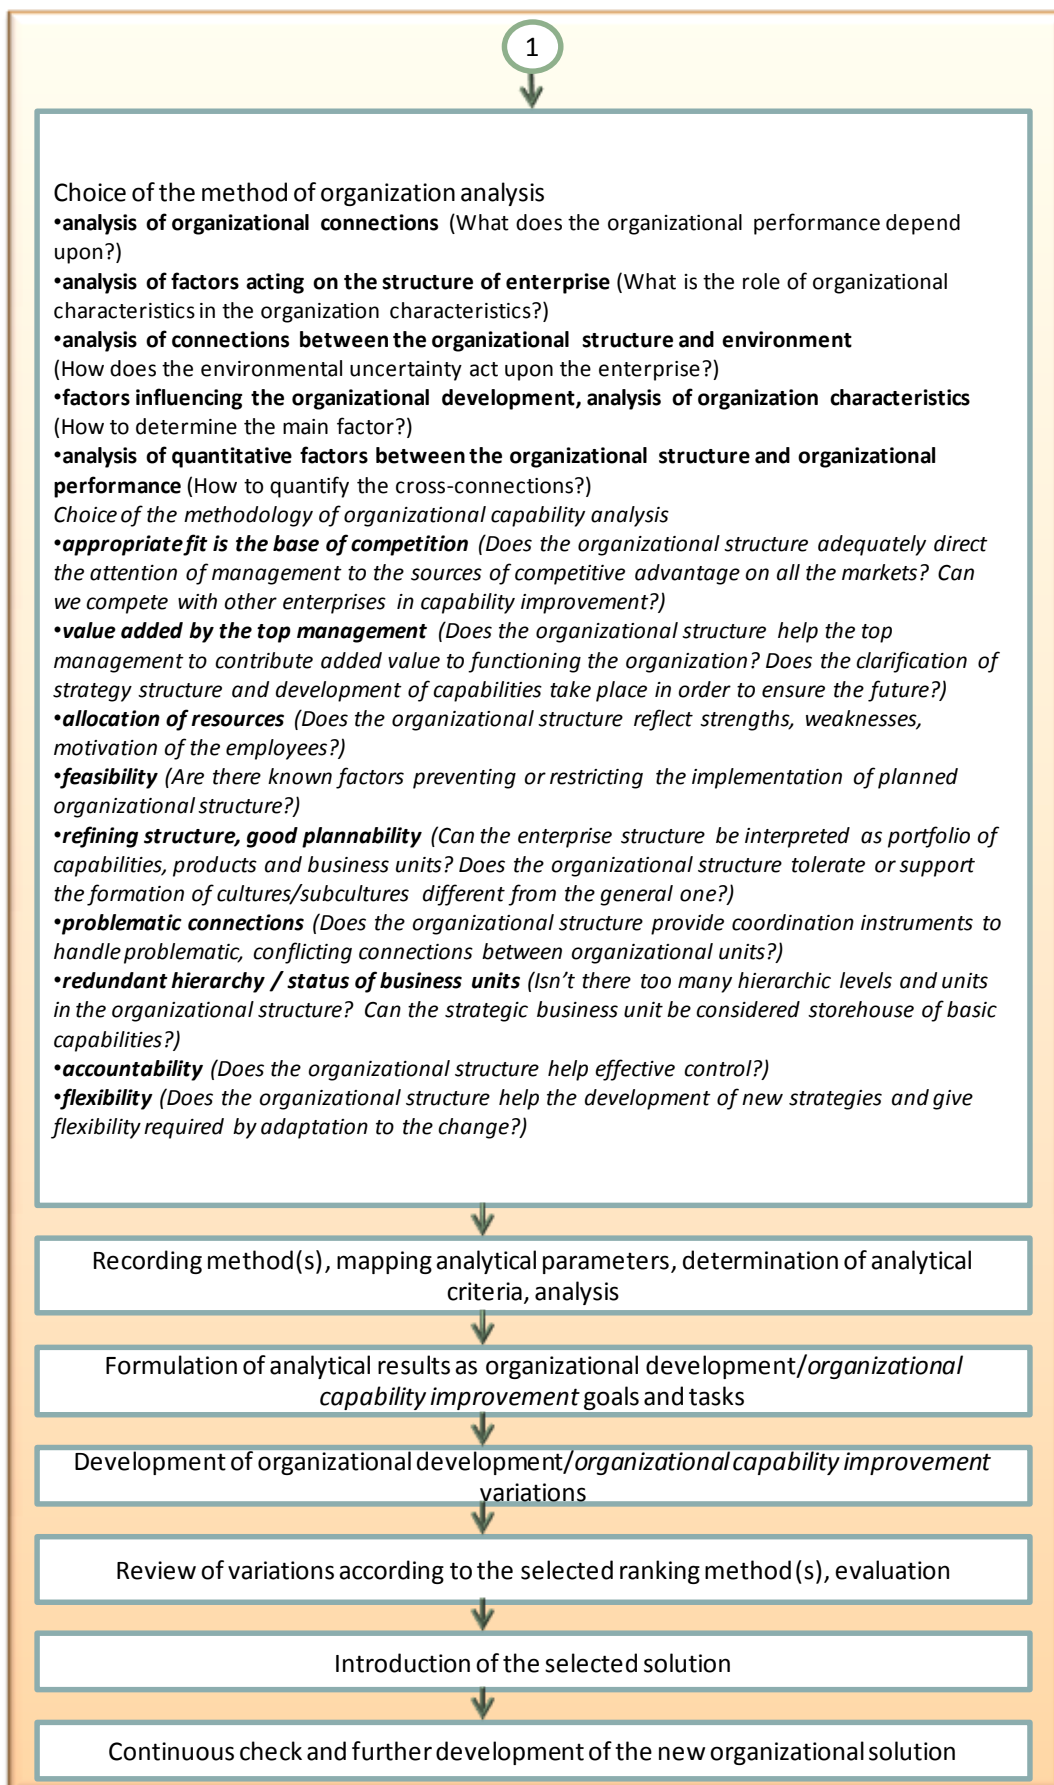 1
Choice of the method of organization analysis
•analysis of organizational connections (What does the organizational performance depend
upon?)
•analysis of factors acting on the structure of enterprise (What is the role of organizational
characteristics in the organization characteristics?)
•analysis of connections between the organizational structure and environment
(How does the environmental uncertainty act upon the enterprise?)
•factors influencing the organizational development, analysis of organization characteristics
(How to determine the main factor?)
•analysis of quantitative factors between the organizational structure and organizational
performance (How to quantify the cross-connections?)
Choice of the methodology of organizational capability analysis
•appropriate fit is the base of competition (Does the organizational structure adequately direct
the attention of management to the sources of competitive advantage on all the markets? Can
we compete with other enterprises in capability improvement?)
•value added by the top management (Does the organizational structure help the top
management to contribute added value to functioning the organization? Does the clarification of
strategy structure and development of capabilities take place in order to ensure the future?)
•allocation of resources (Does the organizational structure reflect strengths, weaknesses,
motivation of the employees?)
•feasibility (Are there known factors preventing or restricting the implementation of planned
organizational structure?)
•refining structure, good plannability (Can the enterprise structure be interpreted as portfolio of
capabilities, products and business units? Does the organizational structure tolerate or support
the formation of cultures/subcultures different from the general one?)
•problematic connections (Does the organizational structure provide coordination instruments to
handle problematic, conflicting connections between organizational units?)
•redundant hierarchy / status of business units (Isn't there too many hierarchic levels and units
in the organizational structure? Can the strategic business unit be considered storehouse of basic
capabilities?)
•accountability (Does the organizational structure help effective control?)
•flexibility (Does the organizational structure help the development of new strategies and give
flexibility required by adaptation to the change?)
Recording method(s), mapping analytical parameters, determination of analytical
criteria, analysis
Formulation of analytical results as organizational development/organizational
capability improvement goals and tasks
Development of organizational development/organizational capability improvement
variations
Review of variations according to the selected ranking method(s), evaluation
Introduction of the selected solution
Continuous check and further development of the new organizational solution